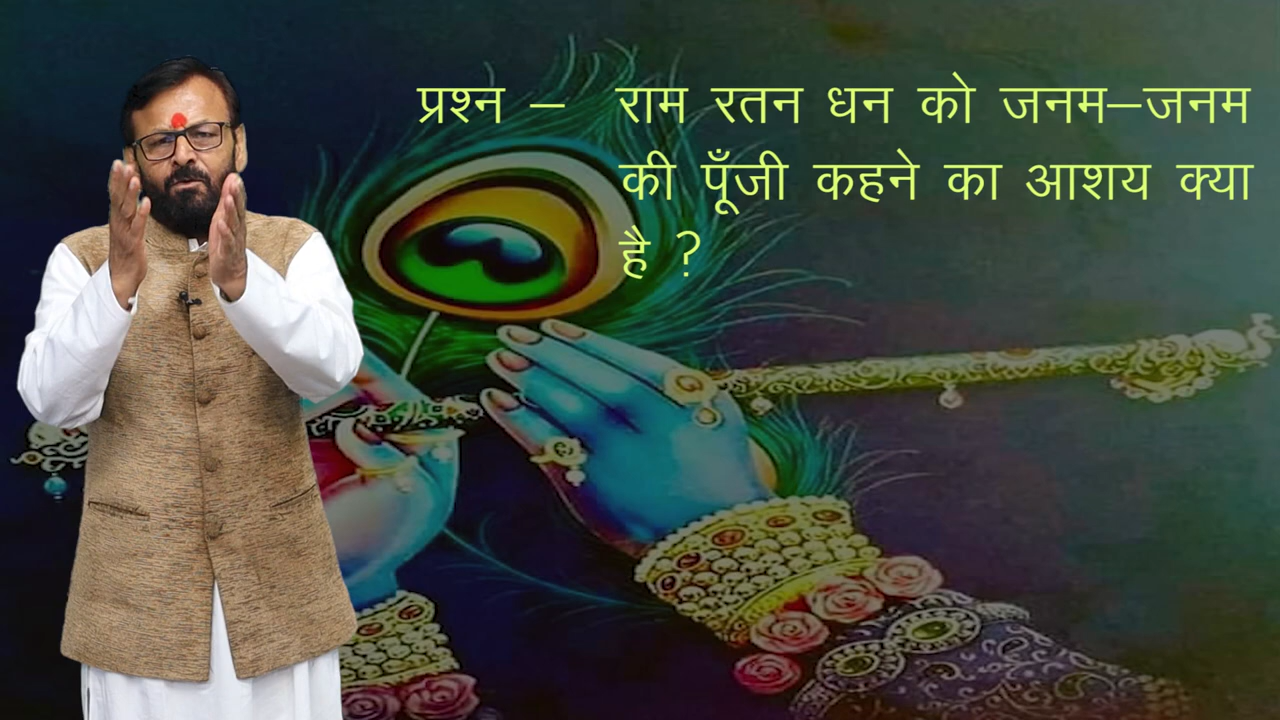 प्रश्न – राम रतन धन को जनम–जनम
की पूँजी कहने का आशय क्या
है ?